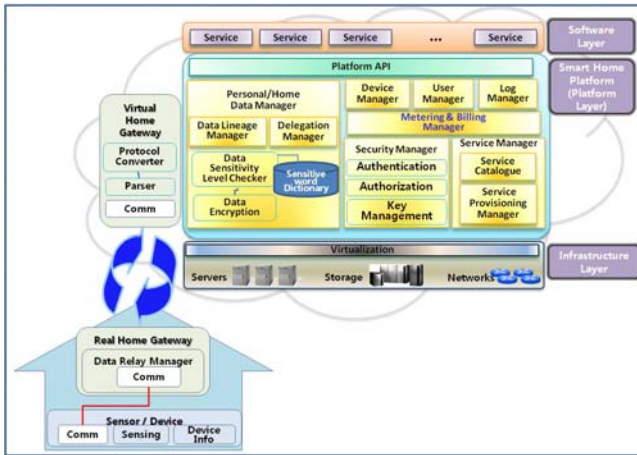 Service Service Service ... Service
Software
Layer
Platform API
Smart Home
Platform
(Platform
Layer)
Personal/Home
Data Manager
Device
Manager
User
Manager
Log
Manager
Virtual
Home
Gateway
Protocol
Converter
Parser
Comm
Data Lineage
Manager
Delegation
Manager
Metering & Billing
Manager
Data
Sensitivity
Level Checker
Sensitive
word
Dictionary
Data
Encryption
Security Manager
Authentication
Authorization
Key
Management
Service Manager
Service
Catalogue
Service
Provisioning
Manager
Virtualization
Servers
Storage
Networks
Infrastructure
Layer
Real Home Gateway
Data Relay Manager
Comm
Sensor / Device
Comm
Sensing
Device
Info